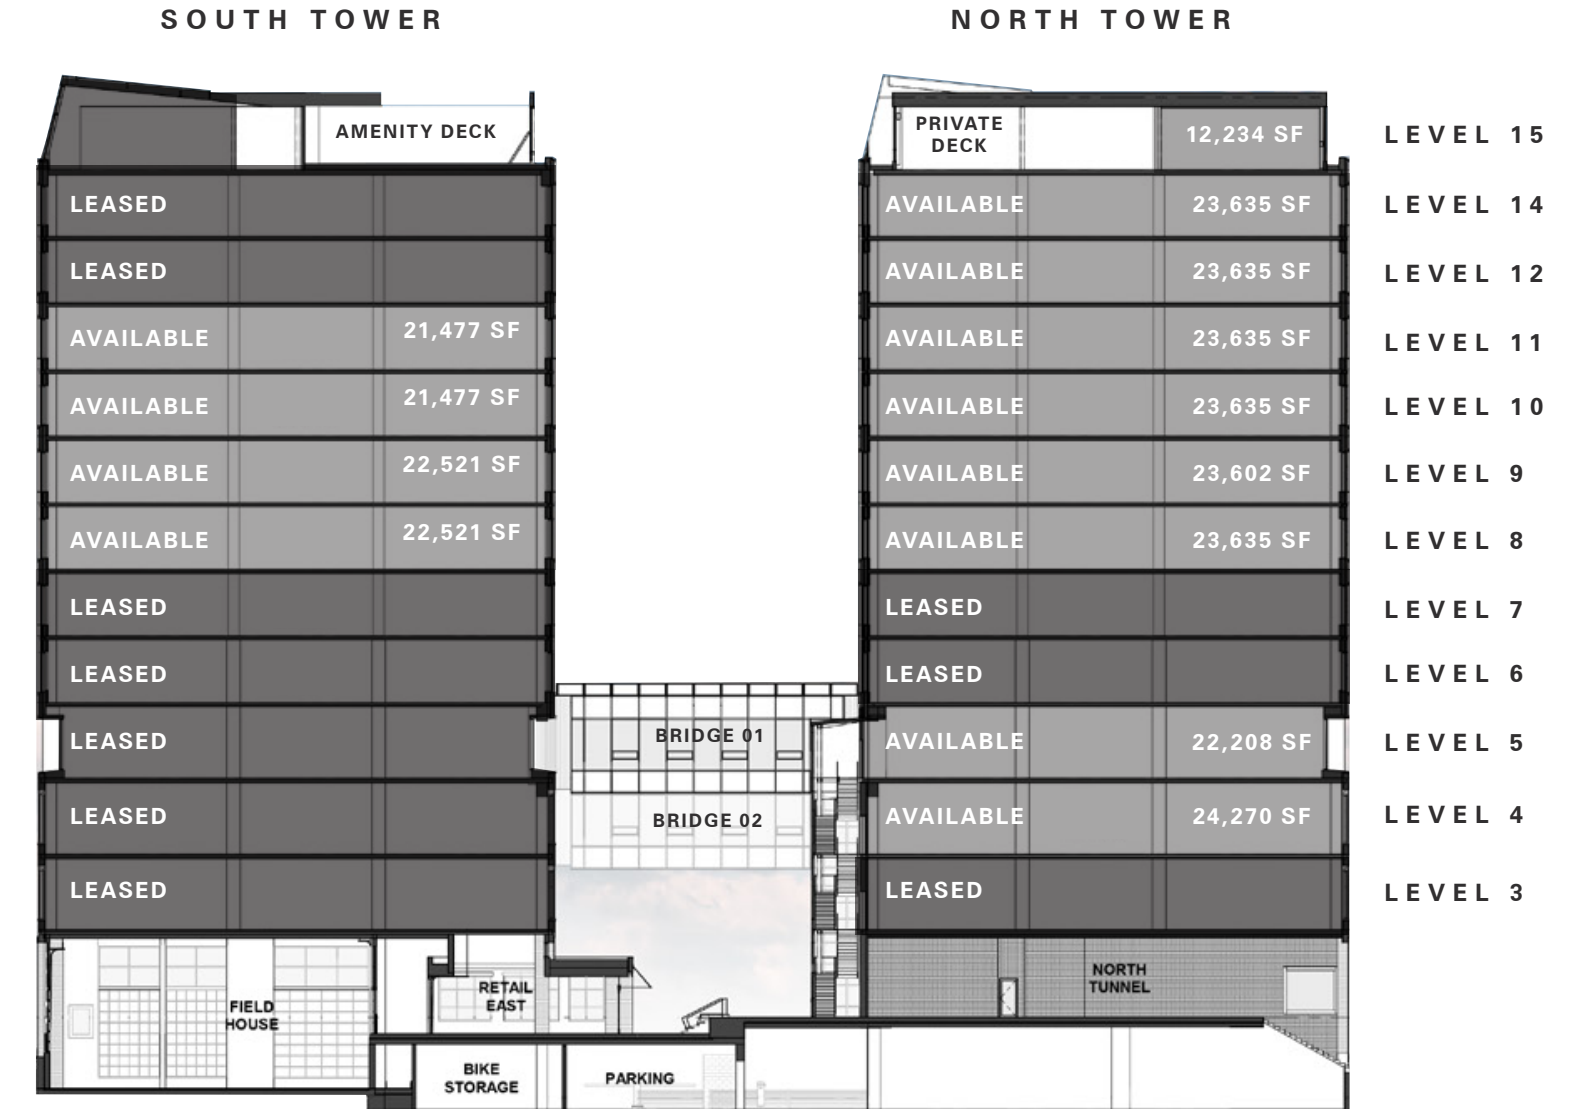 SOUTH TOWER
NORTH TOWER
AMENITY DECK
PRIVATE
DECK
12,234 SF
LEVEL 15
LEASED
AVAILABLE 23,635 SF
LEVEL 14
LEASED
AVAILABLE 23,635 SF
LEVEL 12
AVAILABLE 21,477 SF
AVAILABLE 23,635 SF
LEVEL 11
AVAILABLE 21,477 SF
AVAILABLE 23,635 SF
LEVEL 10
AVAILABLE 22,521 SF
AVAILABLE 23,602 SF
LEVEL 9
AVAILABLE 22,521 SF
AVAILABLE 23,635 SF
LEVEL 8
LEASED
LEASED
LEVEL 7
LEASED
LEASED
LEVEL 6
LEASED
BRIDGE 01
AVAILABLE 22,208 SF
LEVEL 5
LEASED
BRIDGE 02
AVAILABLE 24,270 SF
LEVEL 4
LEASED
LEASED
LEVEL 3
FIELD
HOUSE
RETAIL
EAST
NORTH
TUNNEL
BIKE
STORAGE
PARKING